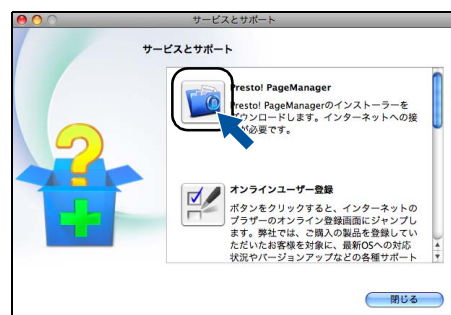 サービスとサポート
サービスとサポート
Presto! PageManager
Presto! PageManagerのインストーラーを
ダウンロードします。インターネットへの接
が必要です。
オンラインユーザー登録
ボタンをクリックすると、インターネットの
ブラザーのオンライン登録画面にジャンプし
ます。弊社では、ご購入の製品を登録してい
ただいたお客様を対象に、最新OSへの対応
状況やバージョンアップなどの各種サポート
閉じる